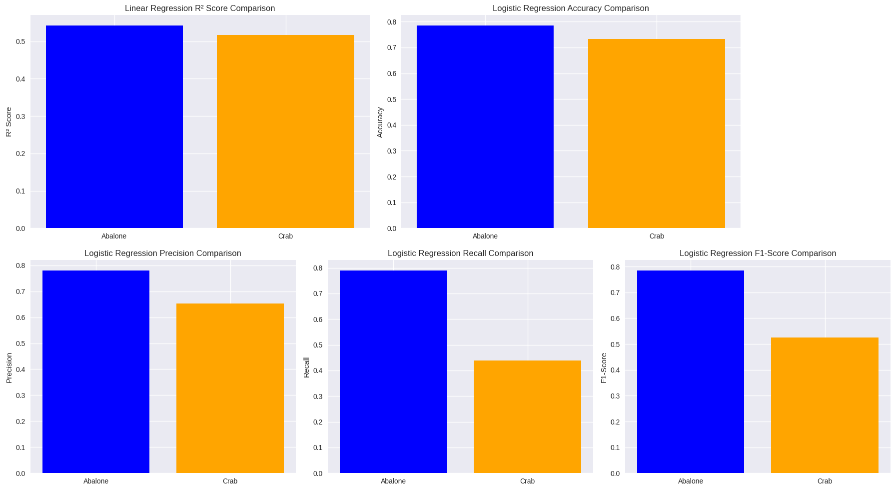 Linear Regression R² Score Comparison
R² Score
0.5
0.4
0.3
0.2
0.1
0.0
Abalone Crab
Logistic Regression Accuracy Comparison
Accuracy
0.8
0.7
0.6
0.5
0.4
0.3
0.2
0.1
0.0
Abalone Crab
Logistic Regression Precision Comparison
Precision
0.8
0.7
0.6
0.5
0.4
0.3
0.2
0.1
0.0
Abalone Crab
Logistic Regression Recall Comparison
Recall
0.8
0.7
0.6
0.5
0.4
0.3
0.2
0.1
0.0
Abalone Crab
Logistic Regression F1-Score Comparison
F1-Score
0.8
0.7
0.6
0.5
0.4
0.3
0.2
0.1
0.0
Abalone Crab